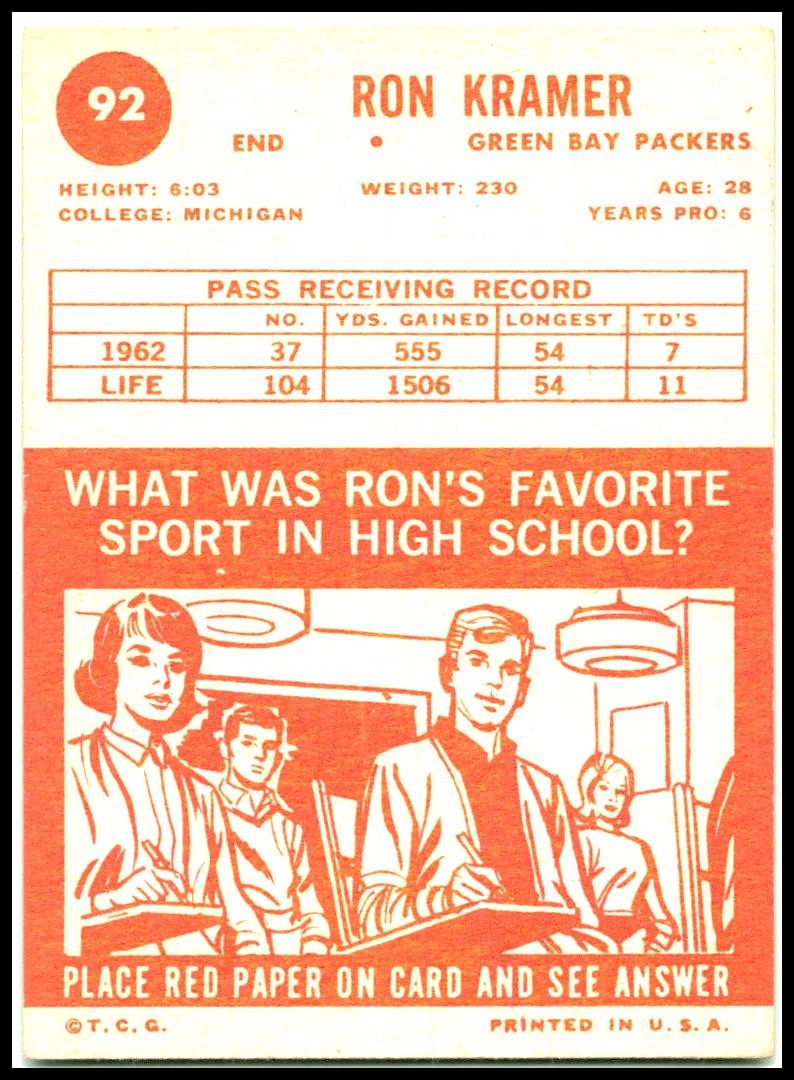 92
RON KRAMER
END • GREEN BAY PACKERS
HEIGHT: 6:03 WEIGHT: 230 AGE: 28
COLLEGE: MICHIGAN YEARS PRO: 6
PASS RECEIVING RECORD
NO. YDS. GAINED LONGEST TD'S
1962 37 555 54 7
LIFE 104 1506 54 11
WHAT WAS RON'S FAVORITE
SPORT IN HIGH SCHOOL?
PLACE RED PAPER ON CARD AND SEE ANSWER
© T. C. G. PRINTED IN U. S. A.